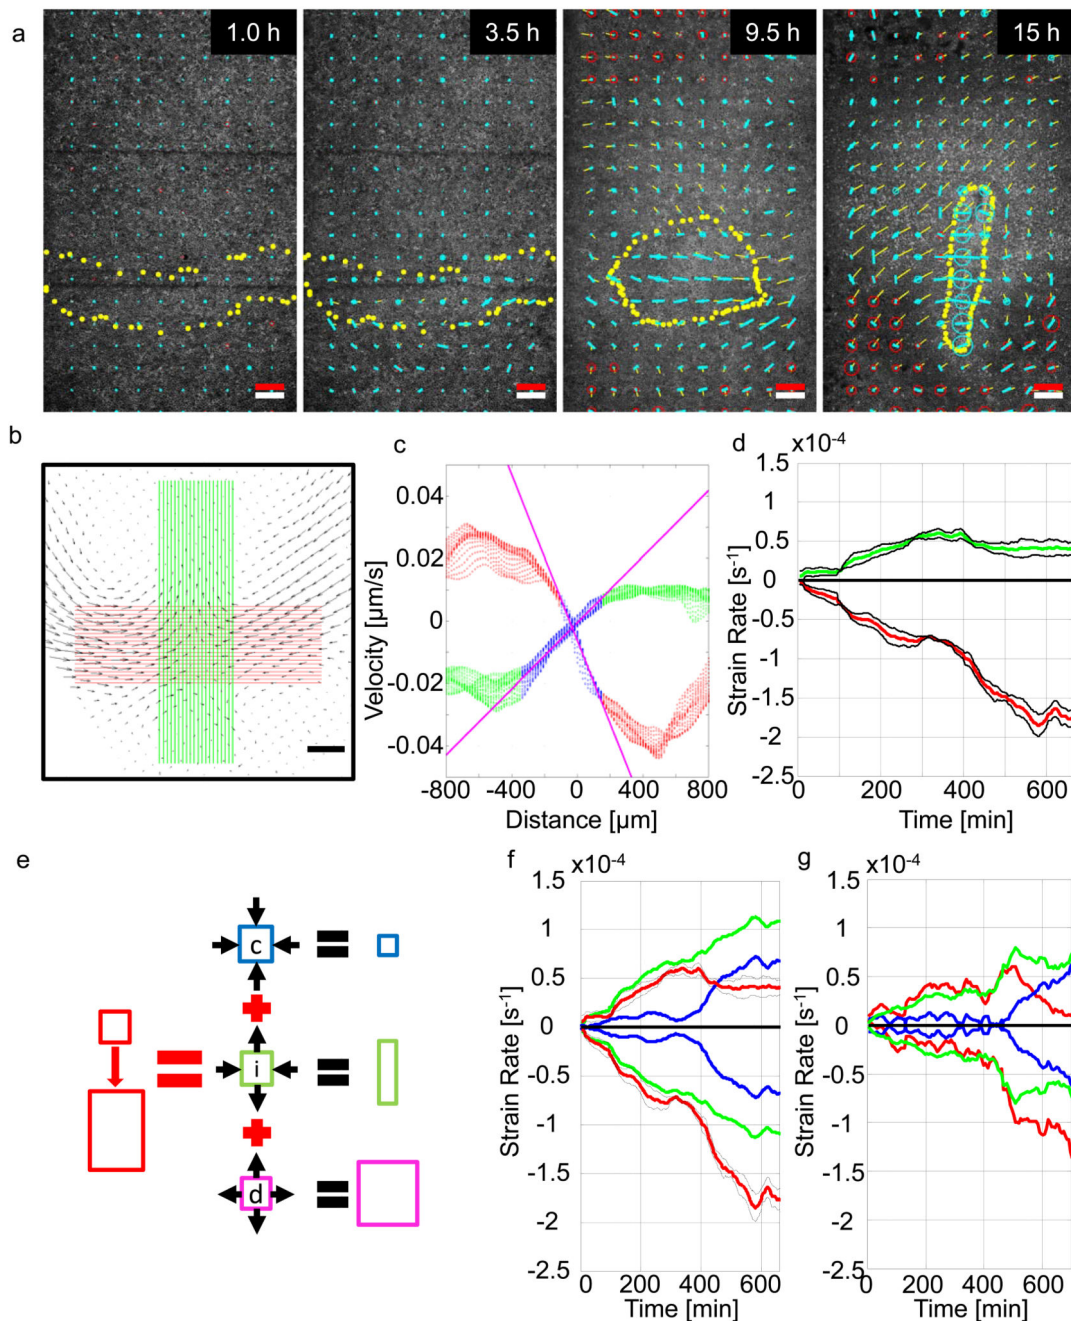 a
1.0 h
3.5 h
9.5 h
15 h
b
c
0.04
0.02
0
-0.02
-0.04
Velocity [µm/s]
-800
-400
0
400
800
Distance [µm]
d
x10-4
1.5
1
0.5
0
-0.5
-1
-1.5
-2
-2.5
Strain Rate [s-1]
0
200
400
600
Time [min]
e
c
i
d
f
x10-4
1.5
1
0.5
0
-0.5
-1
-1.5
-2
-2.5
Strain Rate [s-1]
0
200
400
600
Time [min]
g
x10-4
1.5
1
0.5
0
-0.5
-1
-1.5
-2
-2.5
Strain Rate [s-1]
0
200
400
600
Time [min]